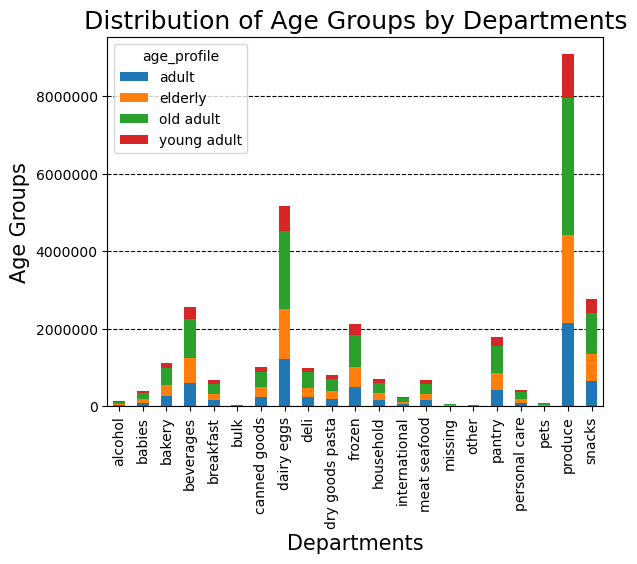 Distribution of Age Groups by Departments
age_profile
adult
elderly
old adult
young adult
Age Groups
8000000
6000000
4000000
2000000
0
alcohol
babies
bakery
beverages
breakfast
bulk
canned goods
dairy eggs
deli
dry goods pasta
frozen
household
international
meat seafood
missing
other
pantry
personal care
pets
produce
snacks
Departments